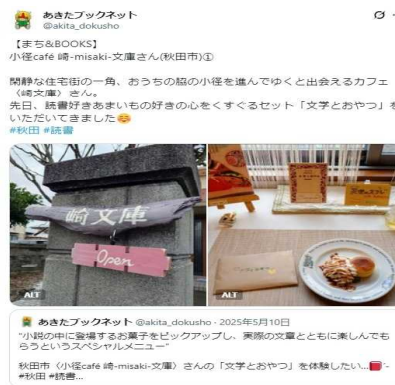 あきたブックネット
@akita_dokusho
【まち&BOOKS】
小径café 﨑-misaki-文庫さん(秋田市)①
閑静な住宅街の一角、おうちの脇の小径を進んでゆくと出会えるカフェ
〈﨑文庫〉さん。
先日、読書好きあまいもの好きの心をくすぐるセット「文学とおやつ」を
いただいてきました😊
#秋田 #読書
﨑文庫
Open
ALT
ALT
あきたブックネット @akita_dokusho · 2025年5月10日
“小説の中に登場するお菓子をピックアップし、実際の文章とともに楽しんでも
らうというスペシャルメニュー”
秋田市〈小径café 﨑-misaki-文庫〉さんの「文学とおやつ」を体験したい...📕´-
#秋田 #読書...